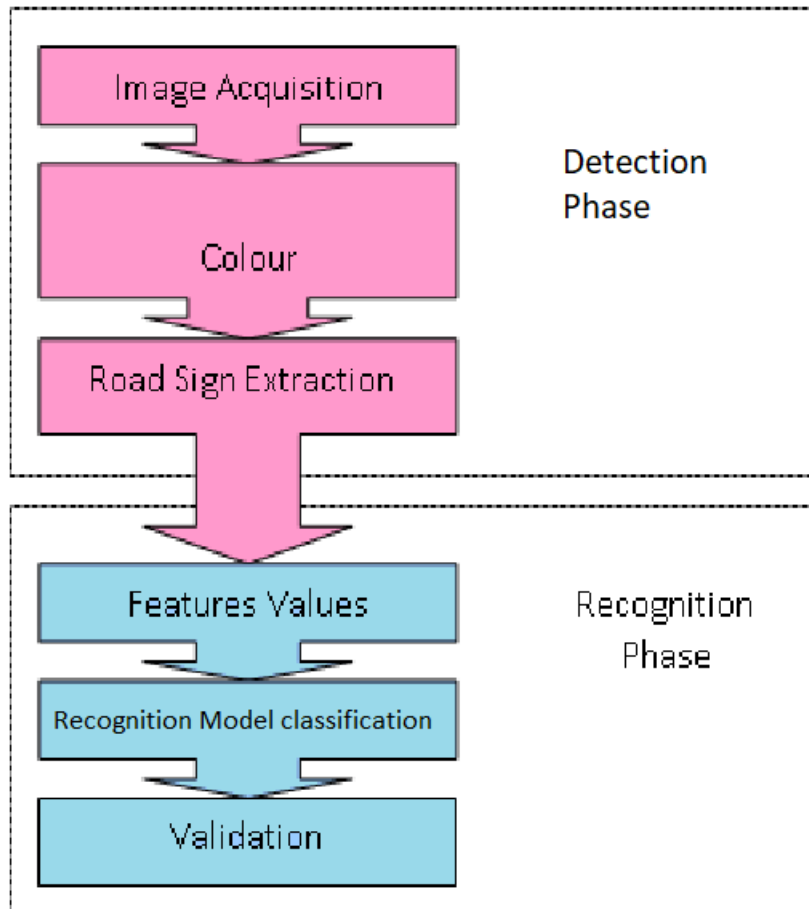 Image Acquisition
Detection
Phase
Colour
Road Sign Extraction
Features Values
Recognition
Phase
Recognition Model classification
Validation